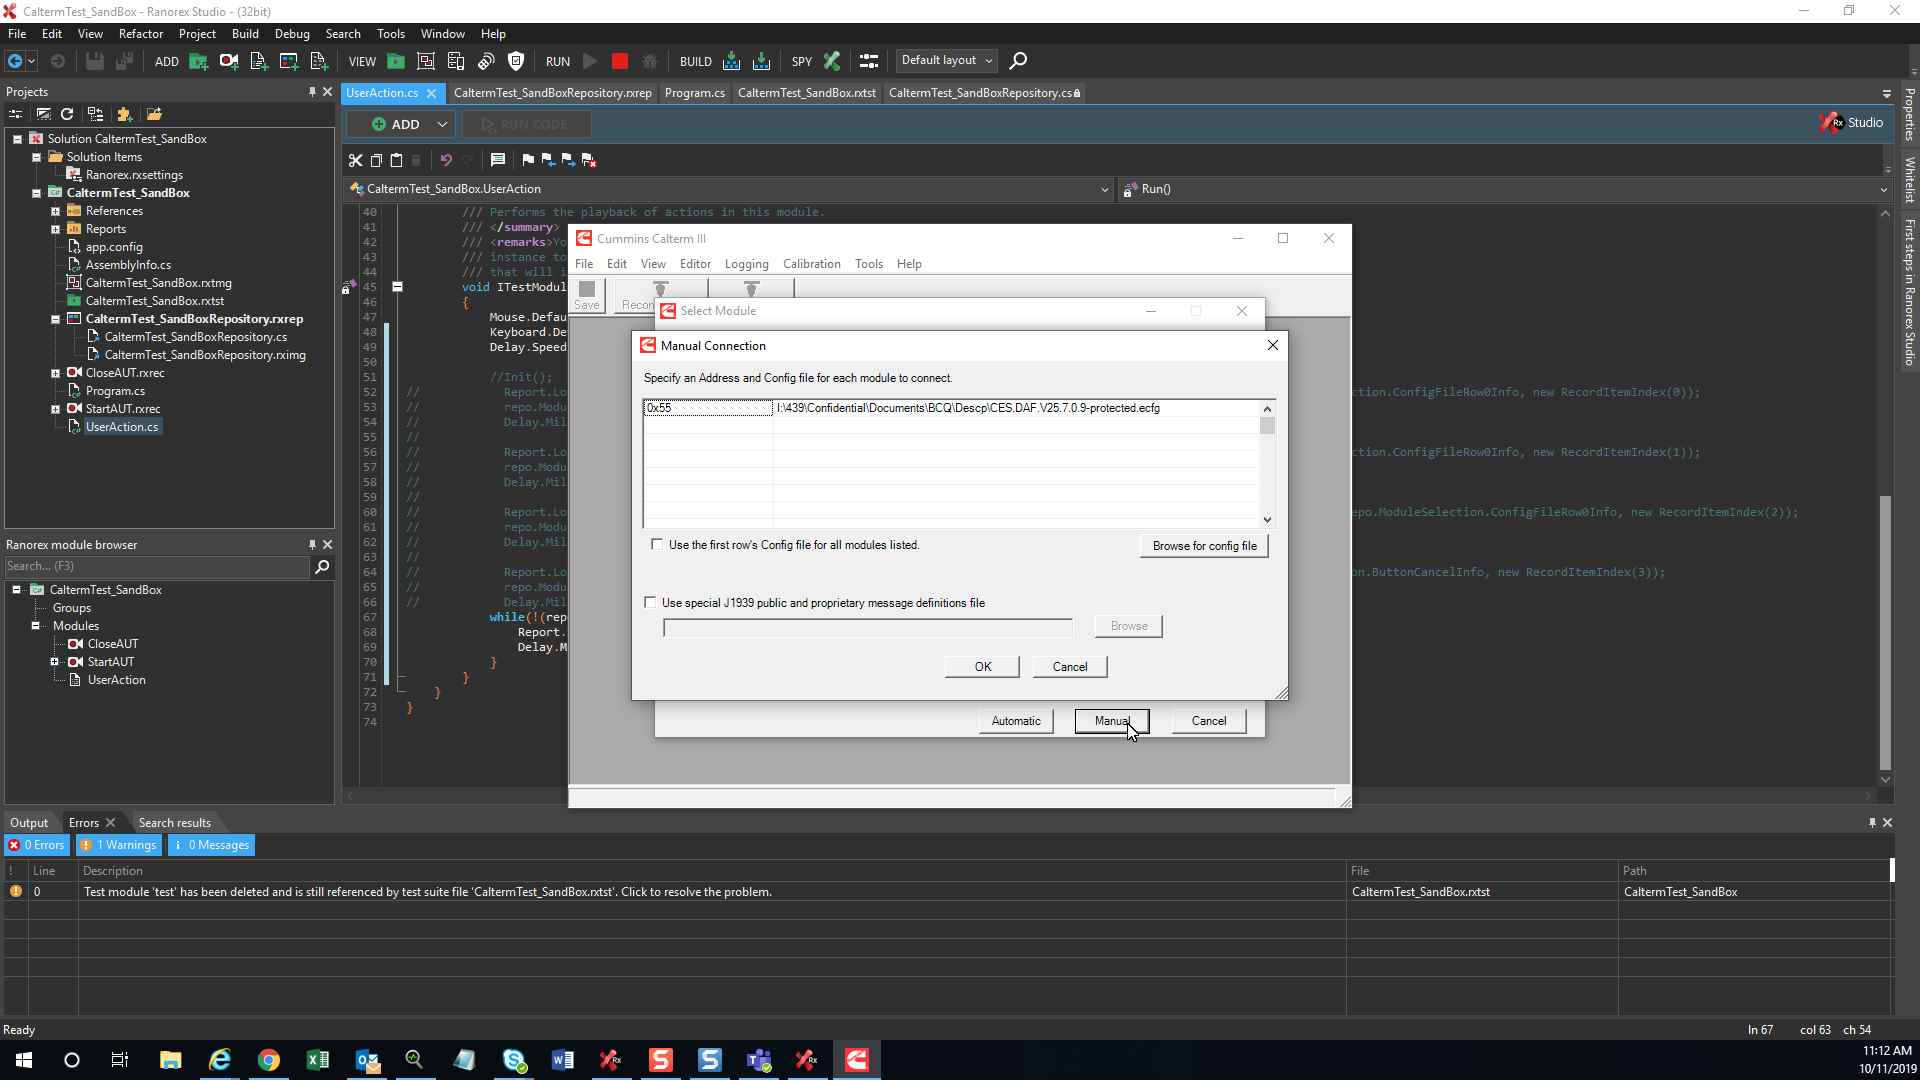 CaltermTest_SandBox - Ranorex Studio - (32bit)
File Edit View Refactor Project Build Debug Search Tools Window Help
ADD VIEW RUN BUILD SPY Default layout
Projects
Solution CaltermTest_SandBox
Solution Items
Ranorex.rxsettings
CaltermTest_SandBox
References
Reports
app.config
AssemblyInfo.cs
CaltermTest_SandBox.rxtmg
CaltermTest_SandBox.rxtst
CaltermTest_SandBoxRepository.rxrep
CaltermTest_SandBoxRepository.cs
CaltermTest_SandBoxRepository.rximg
CloseAUT.rxrec
Program.cs
StartAUT.rxrec
UserAction.cs
Ranorex module browser
Search... (F3)
CaltermTest_SandBox
Groups
Modules
CloseAUT
StartAUT
UserAction
UserAction.cs CaltermTest_SandBoxRepository.rxrep Program.cs CaltermTest_SandBox.rxtst CaltermTest_SandBoxRepository.cs
ADD RUN CODE
Rx Studio
CaltermTest_SandBox.UserAction Run()
40 /// Performs the playback of actions in this module.
41 /// </summary>
42 /// <remarks>Yo
43 /// instance to
44 /// that will i
45 void ITestModul
46 {
47 Mouse.Defau
48 Keyboard.De
49 Delay.Speed
50
51 //Init();
52 // Report.Lo ction.ConfigFileRow0Info, new RecordItemIndex(0));
53 // repo.Modu
54 // Delay.Mil
55 //
56 // Report.Lo ction.ConfigFileRow0Info, new RecordItemIndex(1));
57 // repo.Modu
58 // Delay.Mil
59 //
60 // Report.Lo epo.ModuleSelection.ConfigFileRow0Info, new RecordItemIndex(2));
61 // repo.Modu
62 // Delay.Mil
63 //
64 // Report.Lo on.ButtonCancelInfo, new RecordItemIndex(3));
65 // repo.Modu
66 // Delay.Mil
67 while(!(rep
68 Report.
69 Delay.M
70 }
71 }
72 }
73 }
74
Cummins Calterm III
File Edit View Editor Logging Calibration Tools Help
Save Recon
Select Module
Manual Connection
Specify an Address and Config file for each module to connect.
0x55 I:\439\Confidential\Documents\BCQ\Descp\CES.DAF.V25.7.0.9-protected.ecfg
Use the first row's Config file for all modules listed.
Browse for config file
Use special J1939 public and proprietary message definitions file
Browse
OK Cancel
Automatic Manual Cancel
Properties
Whitelist
First steps in Ranorex Studio
Output Errors Search results
0 Errors 1 Warnings 0 Messages
! Line Description File Path
0 Test module 'test' has been deleted and is still referenced by test suite file 'CaltermTest_SandBox.rxtst'. Click to resolve the problem. CaltermTest_SandBox.rxtst CaltermTest_SandBox
Ready Ln 67 col 63 ch 54
11:12 AM
10/11/2019